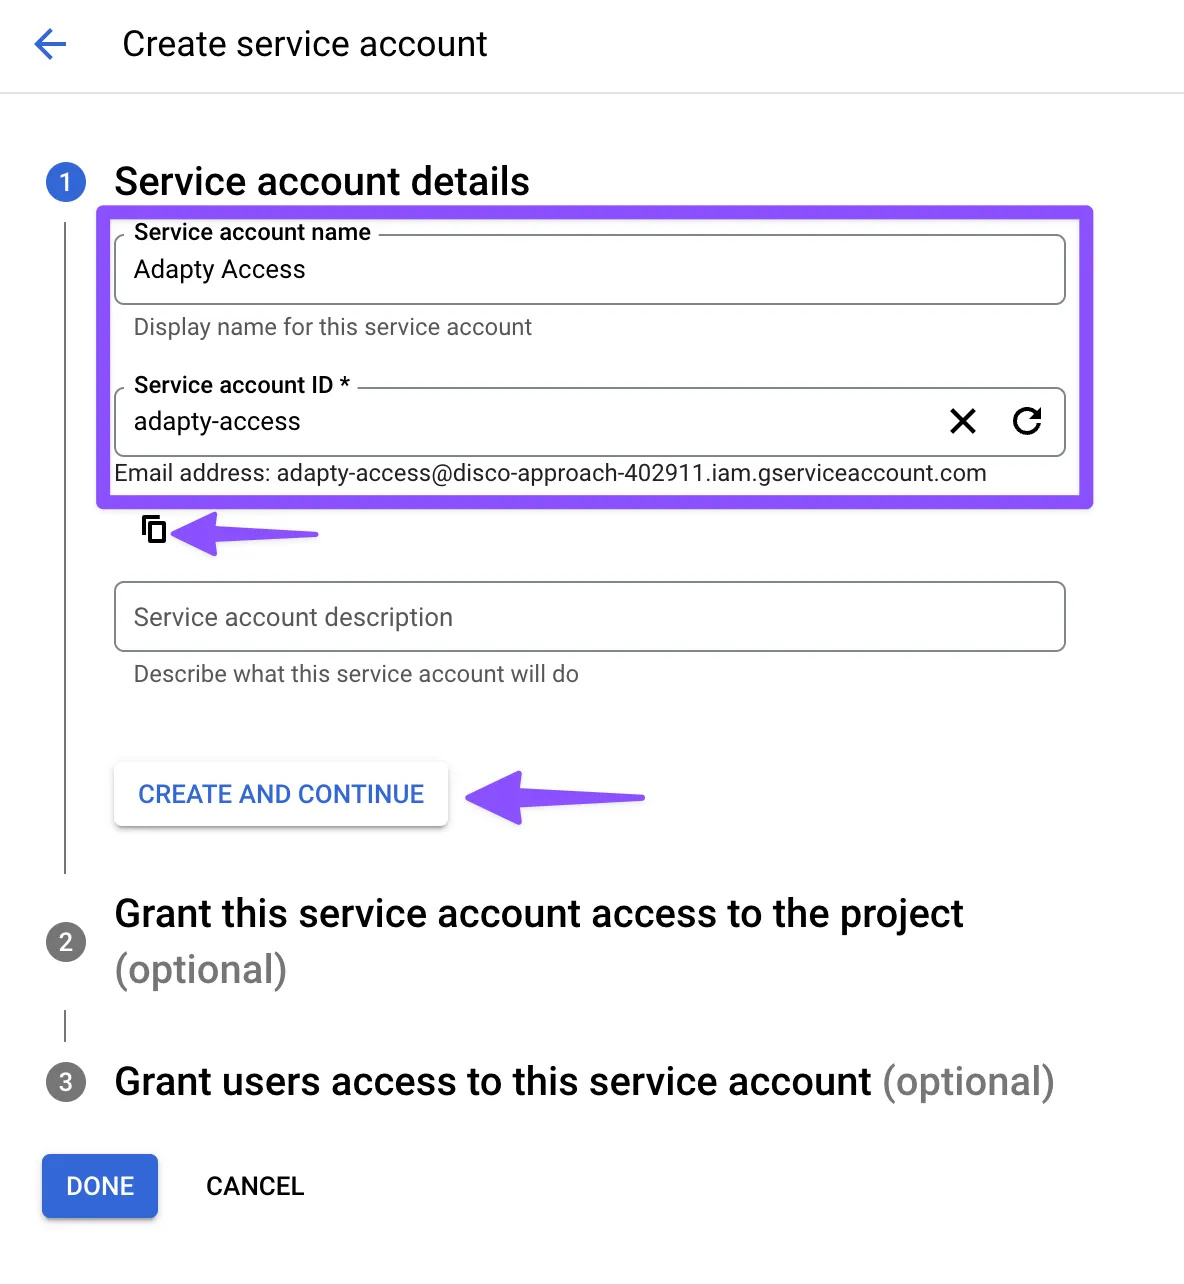 Create service account
1 Service account details
Service account name
Adapty Access
Display name for this service account
Service account ID *
adapty-access
Email address: adapty-access@disco-approach-402911.iam.gserviceaccount.com
Service account description
Describe what this service account will do
CREATE AND CONTINUE
2 Grant this service account access to the project
(optional)
3 Grant users access to this service account (optional)
DONE CANCEL